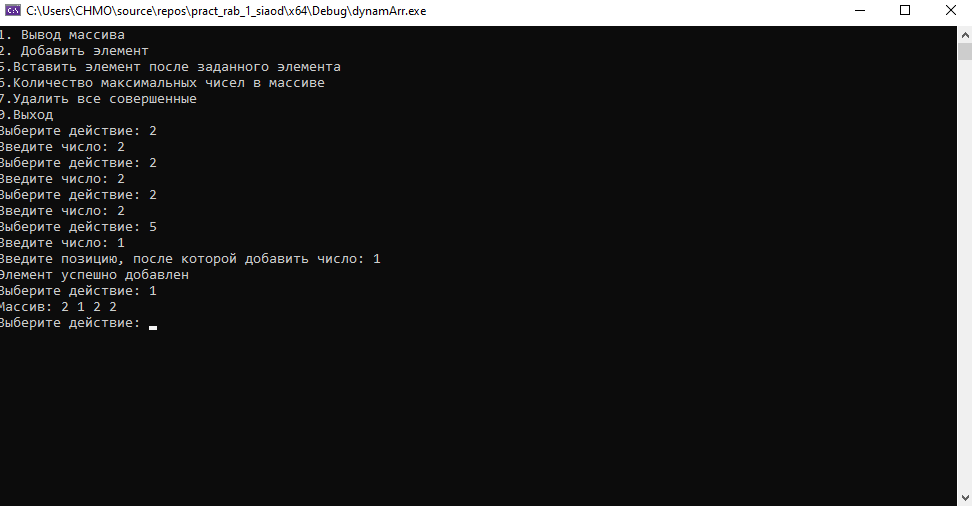 C:\Users\CHMO\source\repos\pract_rab_1_siaod\x64\Debug\dynamArr.exe
1. Вывод массива
2. Добавить элемент
5.Вставить элемент после заданного элемента
6.Количество максимальных чисел в массиве
7.Удалить все совершенные
0.Выход
Выберите действие: 2
Введите число: 2
Выберите действие: 2
Введите число: 2
Выберите действие: 2
Введите число: 2
Выберите действие: 5
Введите число: 1
Введите позицию, после которой добавить число: 1
Элемент успешно добавлен
Выберите действие: 1
Массив: 2 1 2 2
Выберите действие: